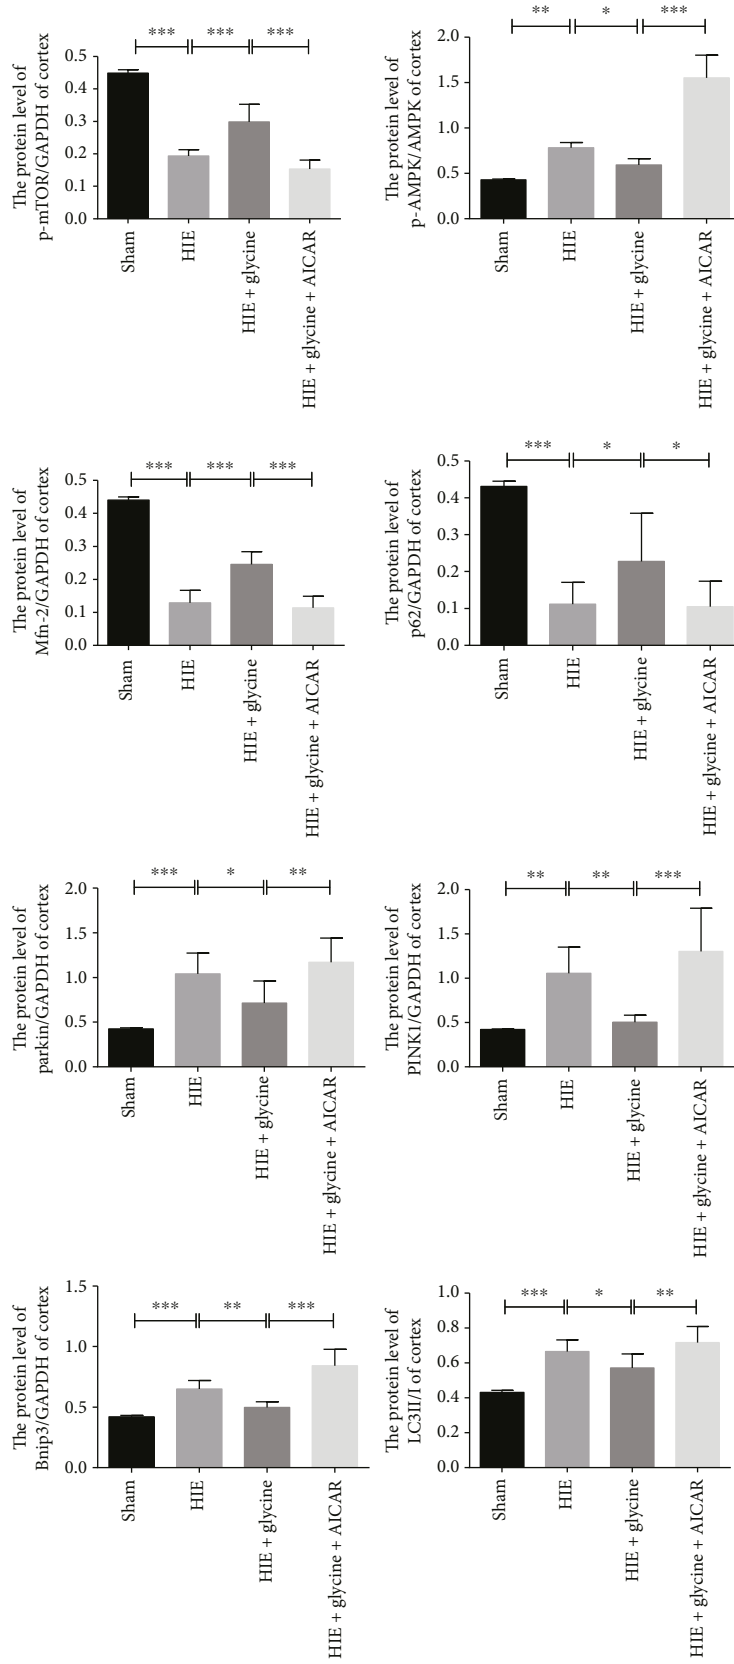 The protein level of
p-mTOR/GAPDH of cortex
*** *** ***
0.5
0.4
0.3
0.2
0.1
0.0
Sham
HIE
HIE + glycine
HIE + glycine + AICAR
The protein level of
p-AMPK/AMPK of cortex
** * ***
2.0
1.5
1.0
0.5
0.0
Sham
HIE
HIE + glycine
HIE + glycine + AICAR
The protein level of
Mfn-2/GAPDH of cortex
*** *** ***
0.5
0.4
0.3
0.2
0.1
0.0
Sham
HIE
HIE + glycine
HIE + glycine + AICAR
The protein level of
p62/GAPDH of cortex
*** * *
0.5
0.4
0.3
0.2
0.1
0.0
Sham
HIE
HIE + glycine
HIE + glycine + AICAR
The protein level of
parkin/GAPDH of cortex
*** * **
2.0
1.5
1.0
0.5
0.0
Sham
HIE
HIE + glycine
HIE + glycine + AICAR
The protein level of
PINK1/GAPDH of cortex
** ** ***
2.0
1.5
1.0
0.5
0.0
Sham
HIE
HIE + glycine
HIE + glycine + AICAR
The protein level of
Bnip3/GAPDH of cortex
*** ** ***
1.5
1.0
0.5
0.0
Sham
HIE
HIE + glycine
HIE + glycine + AICAR
The protein level of
LC3II/I of cortex
*** * **
1.0
0.8
0.6
0.4
0.2
0.0
Sham
HIE
HIE + glycine
HIE + glycine + AICAR